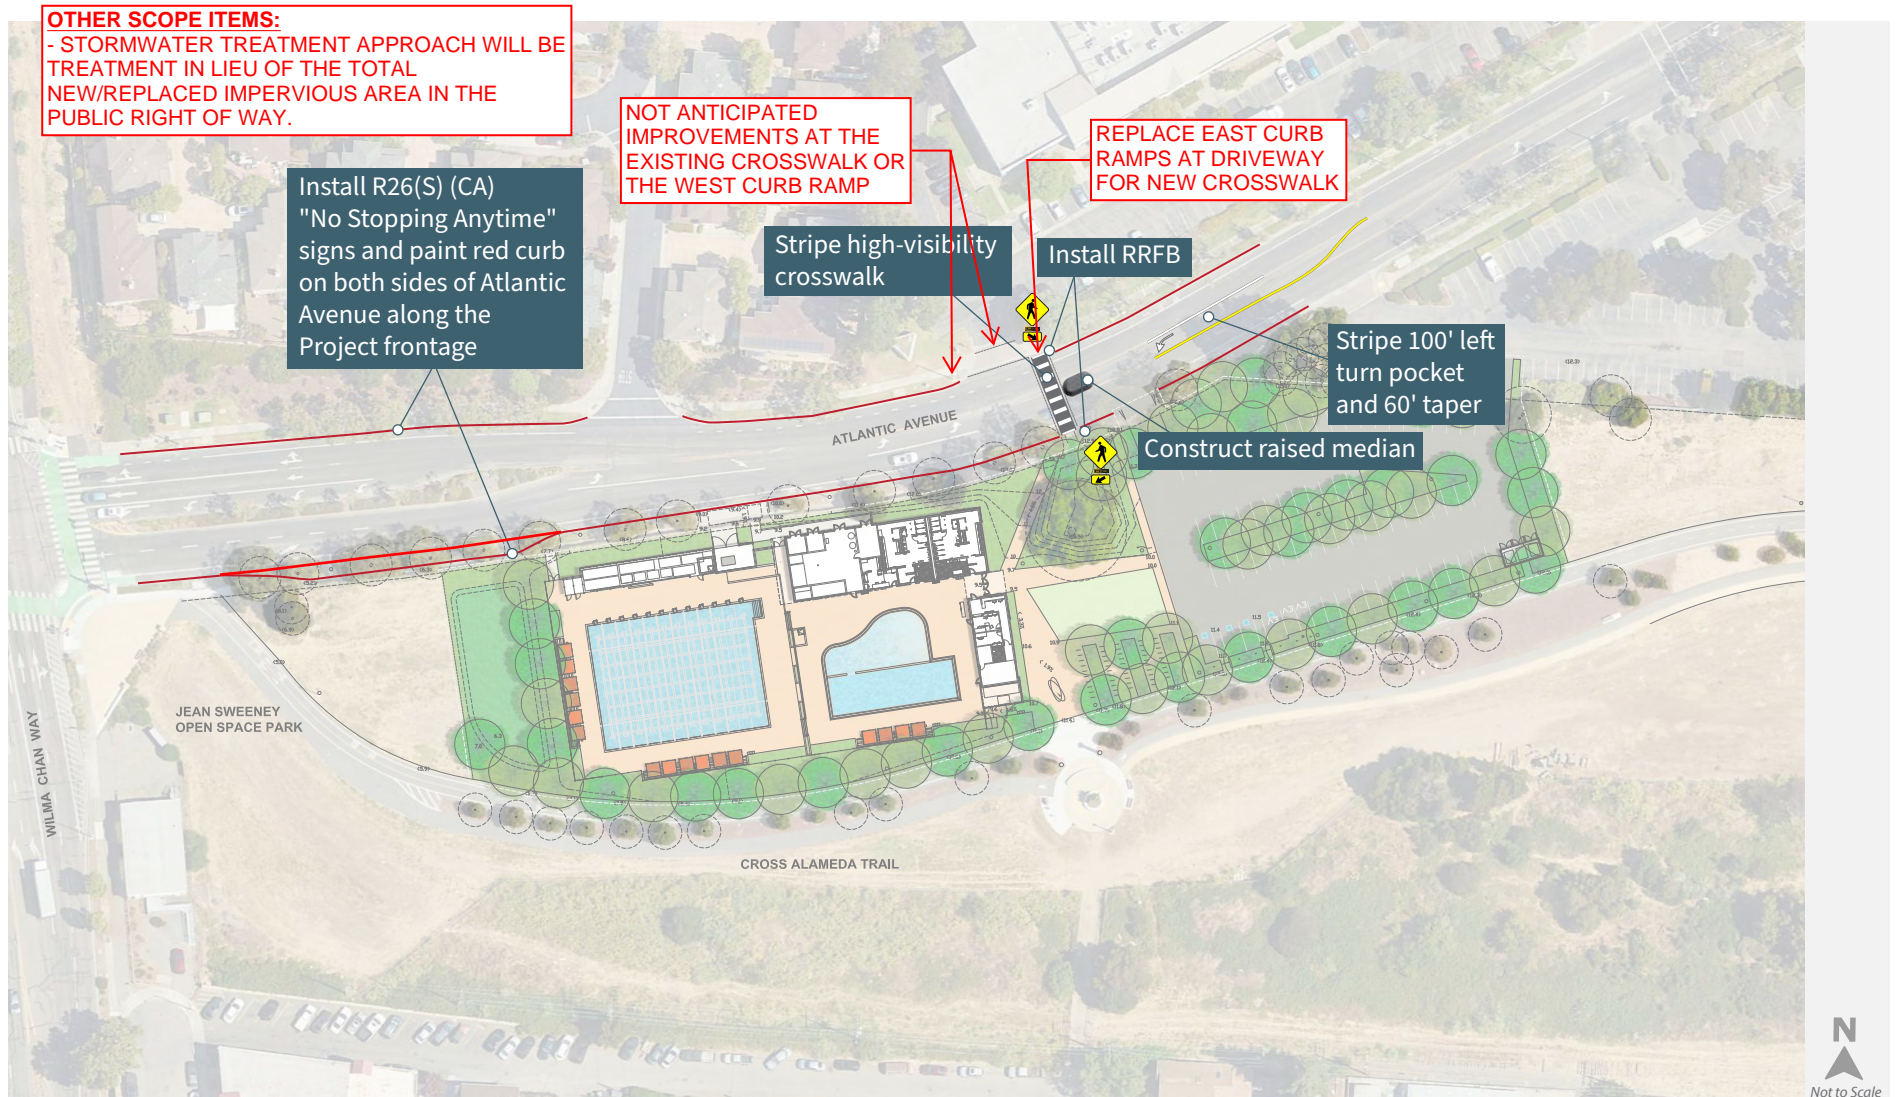 OTHER SCOPE ITEMS:
- STORMWATER TREATMENT APPROACH WILL BE
TREATMENT IN LIEU OF THE TOTAL
NEW/REPLACED IMPERVIOUS AREA IN THE
PUBLIC RIGHT OF WAY.
NOT ANTICIPATED
IMPROVEMENTS AT THE
EXISTING CROSSWALK OR
THE WEST CURB RAMP
REPLACE EAST CURB
RAMPS AT DRIVEWAY
FOR NEW CROSSWALK
Install R26(S) (CA)
"No Stopping Anytime"
signs and paint red curb
on both sides of Atlantic
Avenue along the
Project frontage
Stripe high-visibility
crosswalk
Install RRFB
Stripe 100' left
turn pocket
and 60' taper
Construct raised median
ATLANTIC AVENUE
JEAN SWEENEY
OPEN SPACE PARK
WILMA CHAN WAY
CROSS ALAMEDA TRAIL
N
Not to Scale